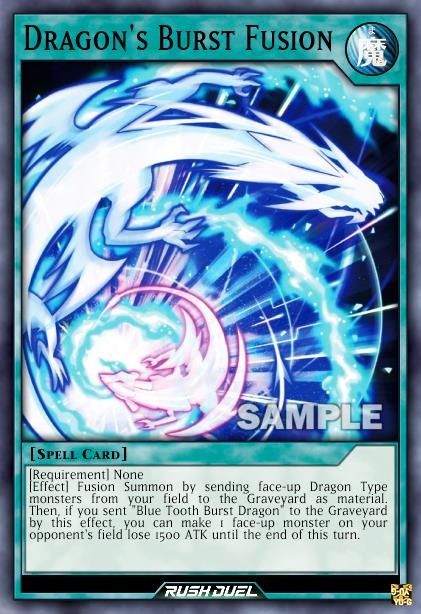 Dragon's Burst Fusion
ま
魔
SAMPLE
[Spell Card]
[Requirement] None
[Effect] Fusion Summon by sending face-up Dragon Type
monsters from your field to the Graveyard as material.
Then, if you sent "Blue Tooth Burst Dragon" to the Graveyard
by this effect, you can make 1 face-up monster on your
opponent's field lose 1500 ATK until the end of this turn.
RUSH DUEL